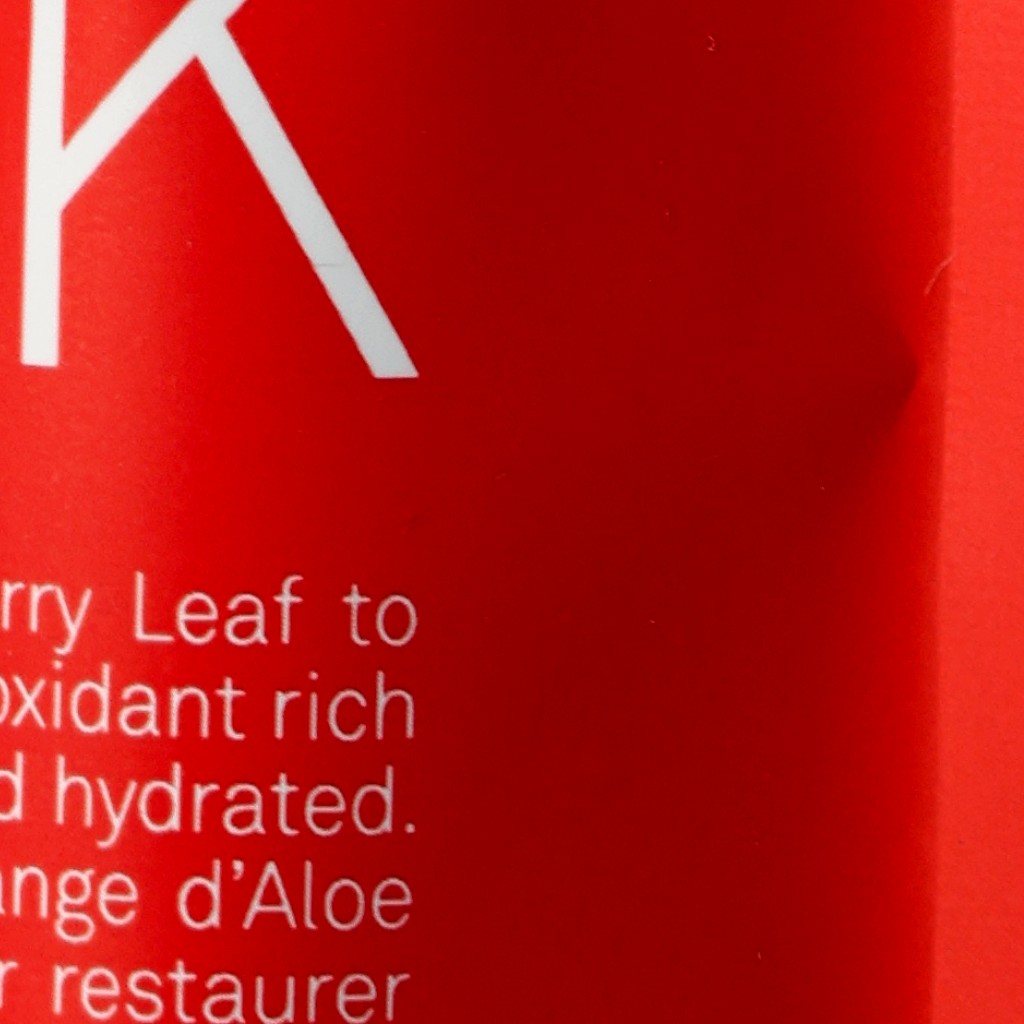 K
rry Leaf to
oxidant rich
d hydrated.
ange d’Aloe
r restaurer